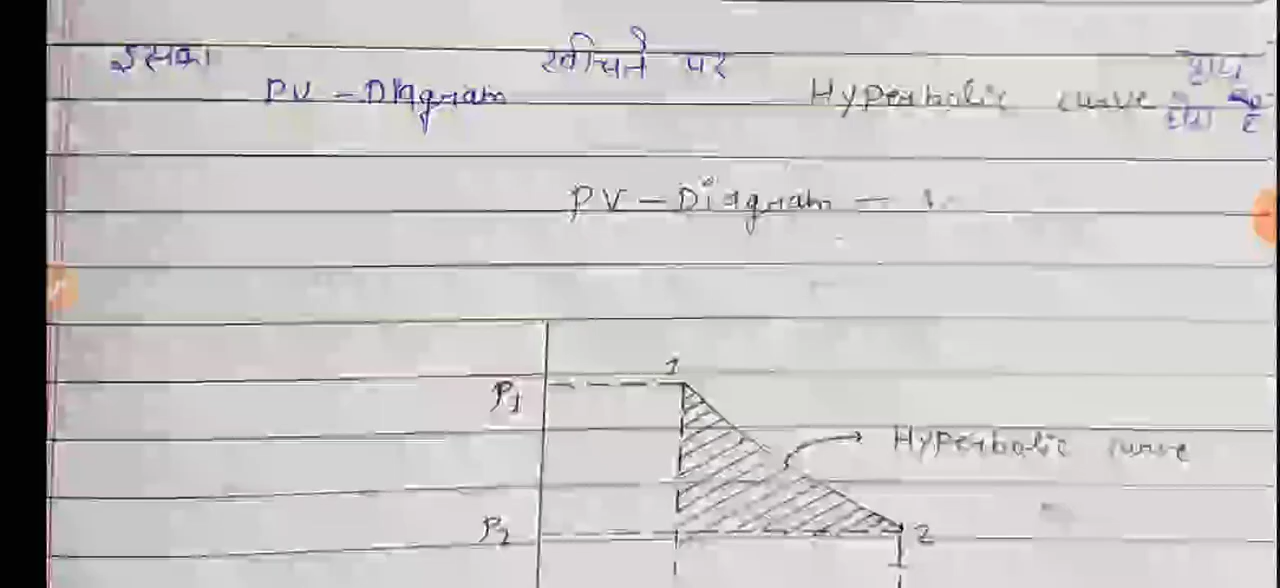 इसका PV - Diagram खींचने पर Hyperbolic curve प्राप्त होता है
PV - Diagram -
1
P1
Hyperbolic curve
P2
2